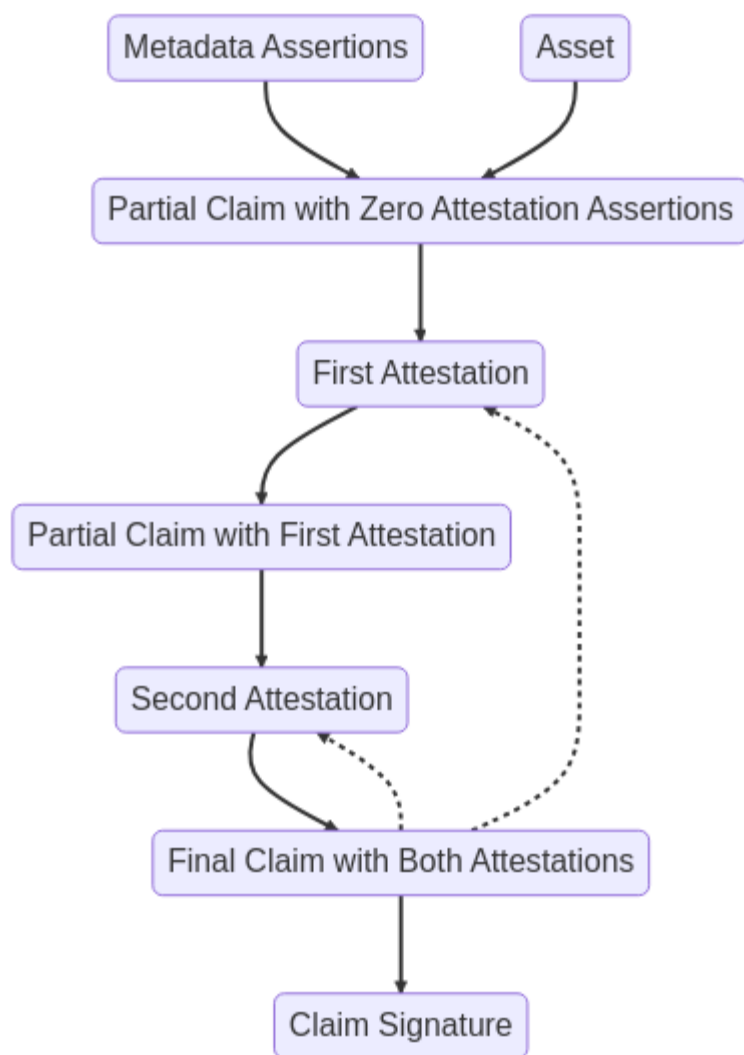 Metadata Assertions
Asset
Partial Claim with Zero Attestation Assertions
First Attestation
Partial Claim with First Attestation
Second Attestation
Final Claim with Both Attestations
Claim Signature